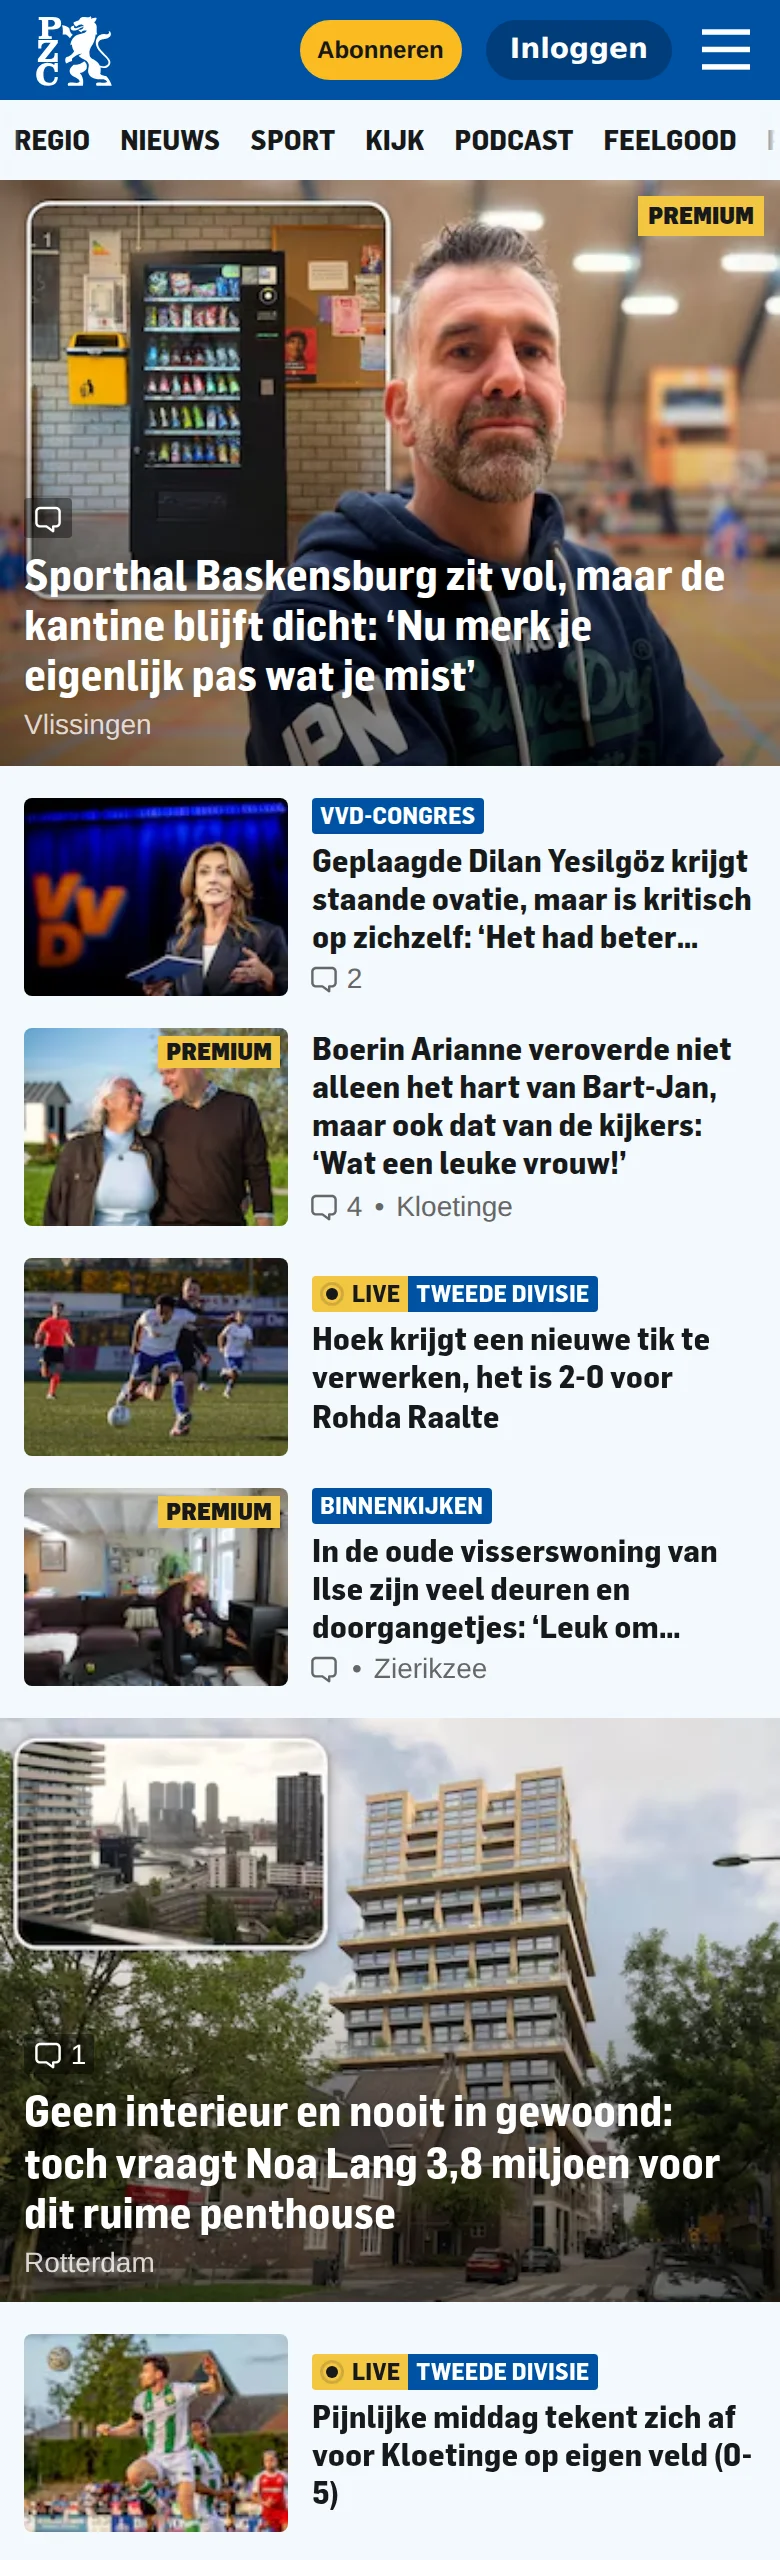 PZC
Abonneren
Inloggen
REGIO NIEUWS SPORT KIJK PODCAST FEELGOOD
PREMIUM
1
Sporthal Baskensburg zit vol, maar de
kantine blijft dicht: ‘Nu merk je
eigenlijk pas wat je mist’
JPN
Vlissingen
VVD
VVD-CONGRES
Geplaagde Dilan Yesilgöz krijgt
staande ovatie, maar is kritisch
op zichzelf: ‘Het had beter...
2
PREMIUM
Boerin Arianne veroverde niet
alleen het hart van Bart-Jan,
maar ook dat van de kijkers:
‘Wat een leuke vrouw!’
4 • Kloetinge
LIVE TWEEDE DIVISIE
Hoek krijgt een nieuwe tik te
verwerken, het is 2-0 voor
Rohda Raalte
PREMIUM
BINNENKIJKEN
In de oude visserswoning van
Ilse zijn veel deuren en
doorgangetjes: ‘Leuk om...
• Zierikzee
1
Geen interieur en nooit in gewoond:
toch vraagt Noa Lang 3,8 miljoen voor
dit ruime penthouse
Rotterdam
LIVE TWEEDE DIVISIE
Pijnlijke middag tekent zich af
voor Kloetinge op eigen veld (0-
5)